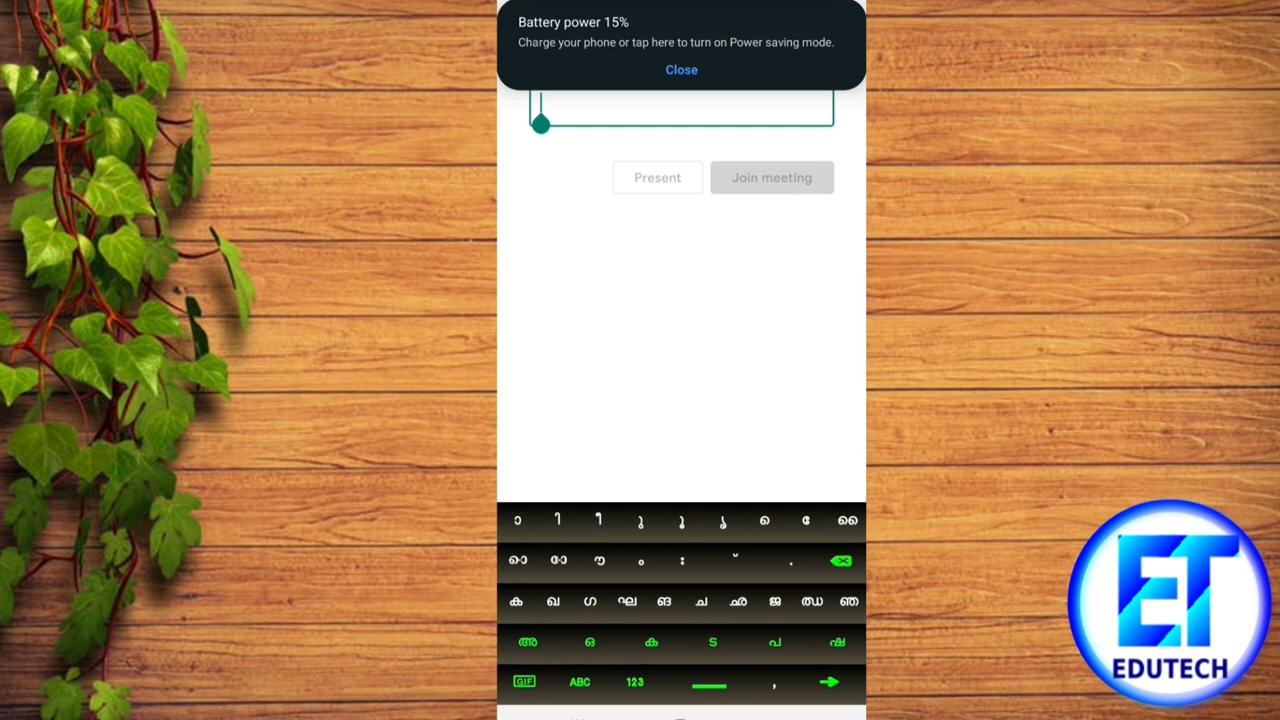 Battery power 15%
Charge your phone or tap here to turn on Power saving mode.
Close
Present Join meeting
ാ ി ീ ു ൂ ൃ െ േ ൈ
ൊ ോ ൗ ം ഃ ് . 
ക ഖ ഗ ഘ ങ ച ഛ ജ ഝ ഞ
അ ഒ ക ട പ ഷ
GIF ABC 123 ,
ET
EDUTECH